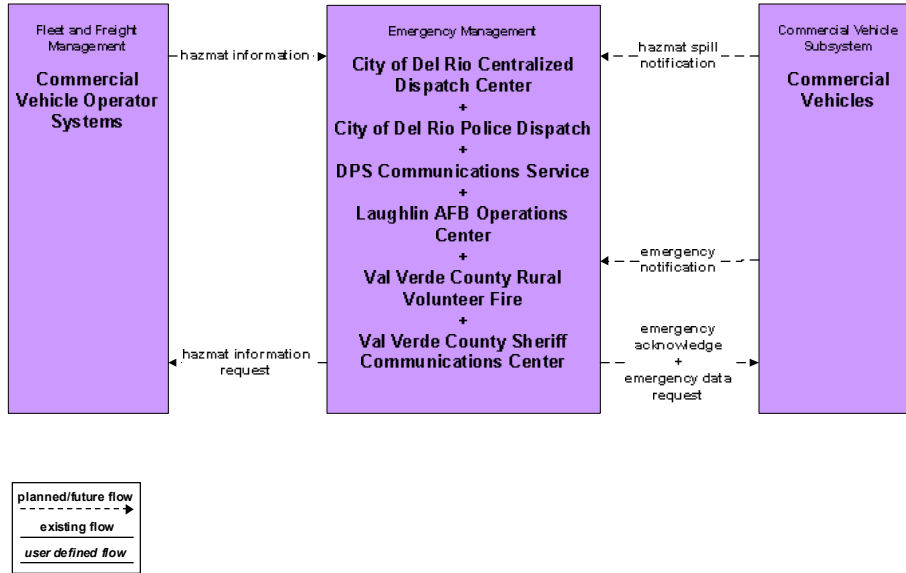 Fleet and Freight
Management
Commercial
Vehicle Operator
Systems
hazmat information
hazmat information
request
Emergency Management
City of Del Rio Centralized
Dispatch Center
+
City of Del Rio Police Dispatch
+
DPS Communications Service
+
Laughlin AFB Operations
Center
+
Val Verde County Rural
Volunteer Fire
+
Val Verde County Sheriff
Communications Center
hazmat spill
notification
emergency
notification
emergency
acknowledge
+
emergency data
request
Commercial Vehicle
Subsystem
Commercial
Vehicles
planned/future flow
existing flow
user defined flow